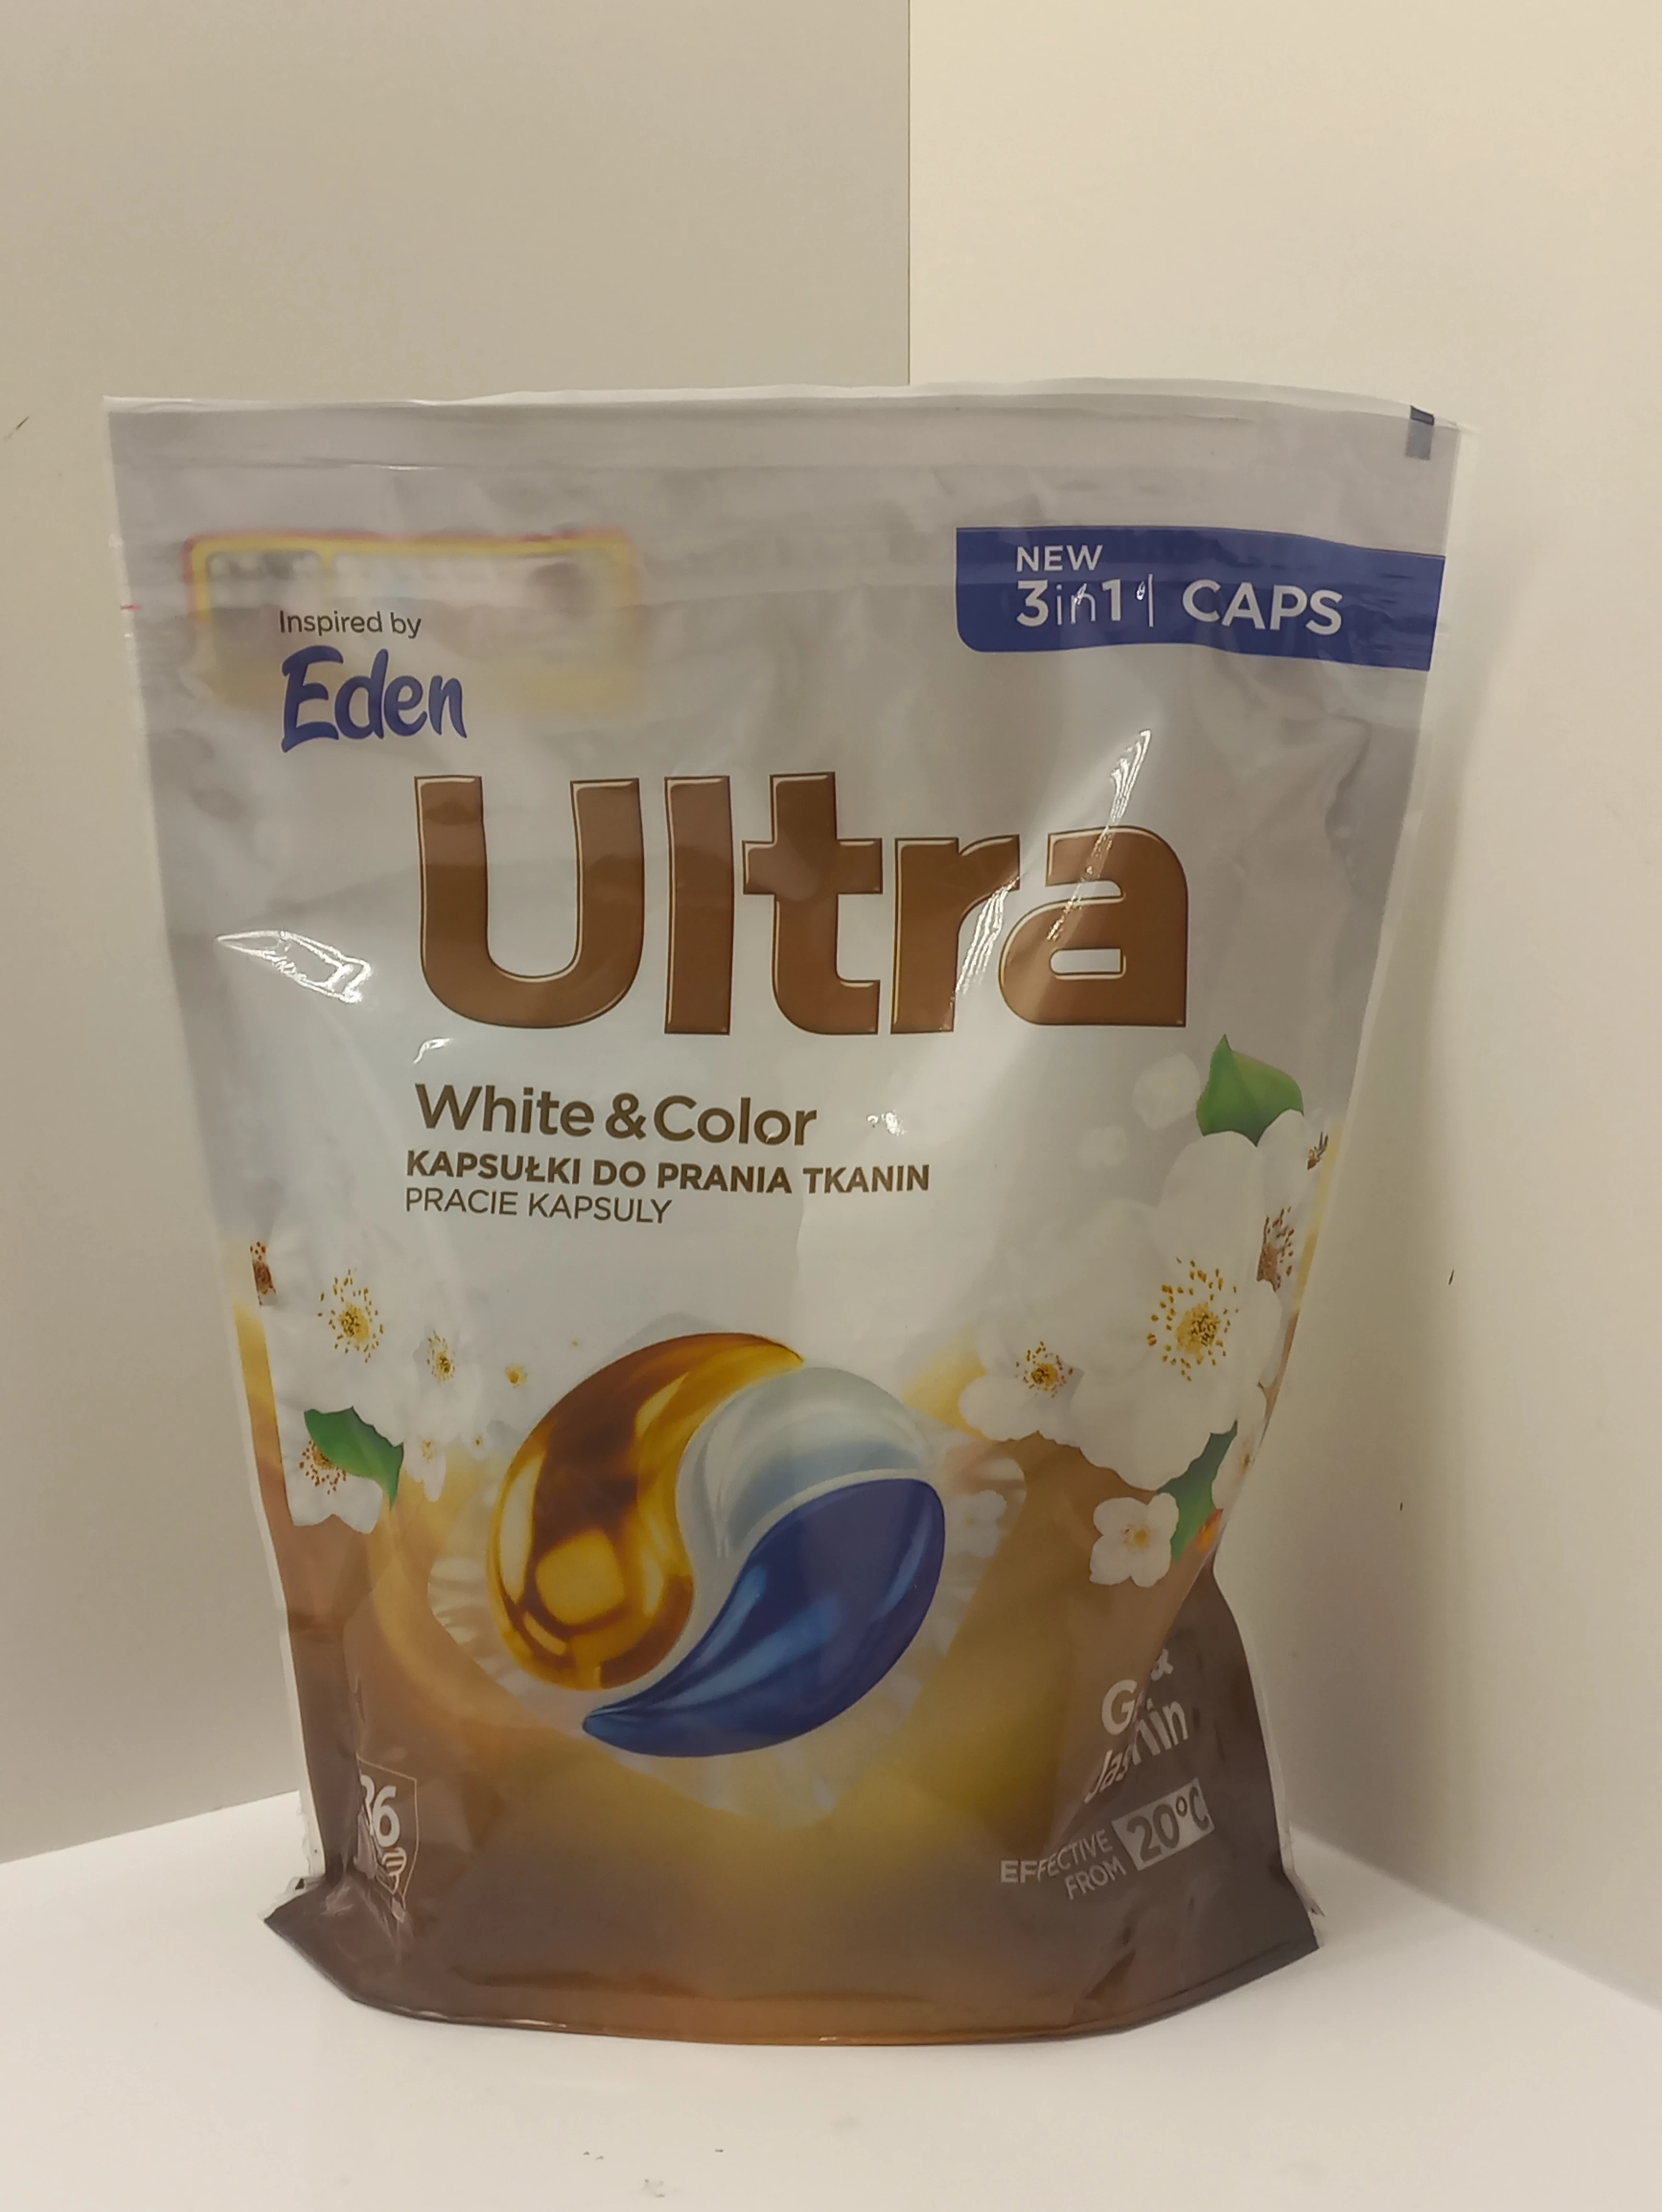 NEW
3in1 | CAPS
Inspired by
Eden
Ultra
White & Color
KAPSUŁKI DO PRANIA TKANIN
PRACIE KAPSULY
36
EFFECTIVE
FROM 20°C